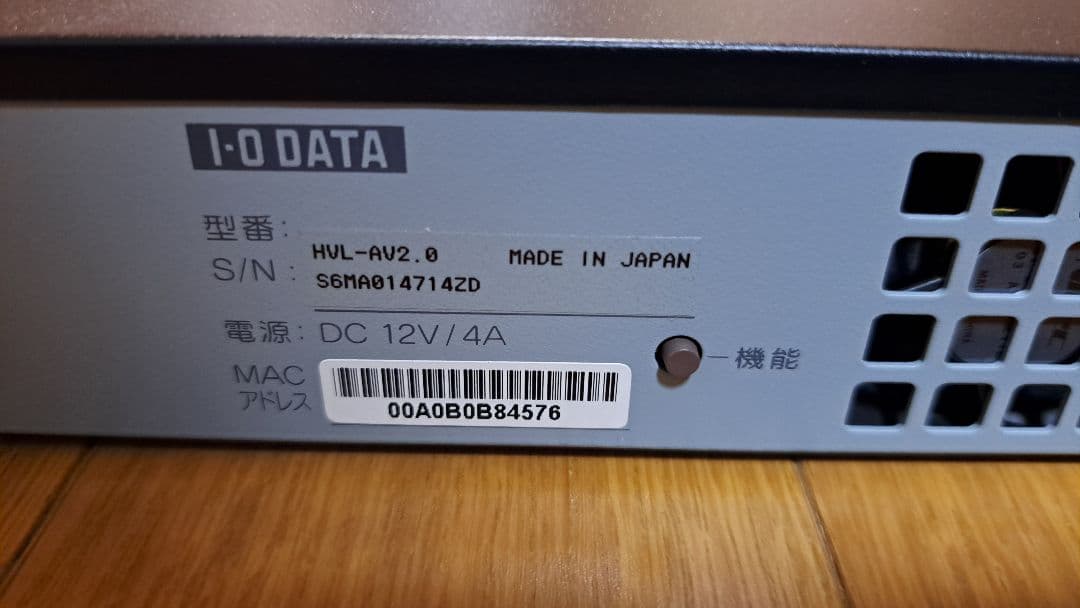 I-O DATA
型番: HVL-AV2.0 MADE IN JAPAN
S/N: S6MA014714ZD
電源: DC 12V/4A
機能
MAC
アドレス
00A0B0B84576